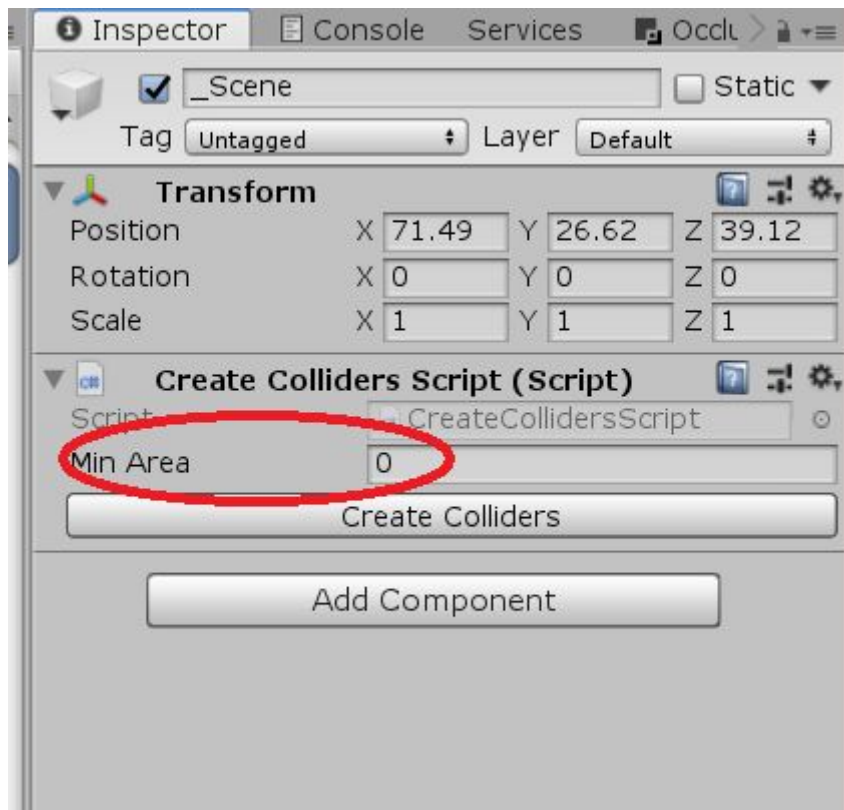 Inspector Console Services Occlu
_Scene Static
Tag Untagged Layer Default
Transform
Position X 71.49 Y 26.62 Z 39.12
Rotation X 0 Y 0 Z 0
Scale X 1 Y 1 Z 1
c# Create Colliders Script (Script)
Script CreateCollidersScript
Min Area 0
Create Colliders
Add Component